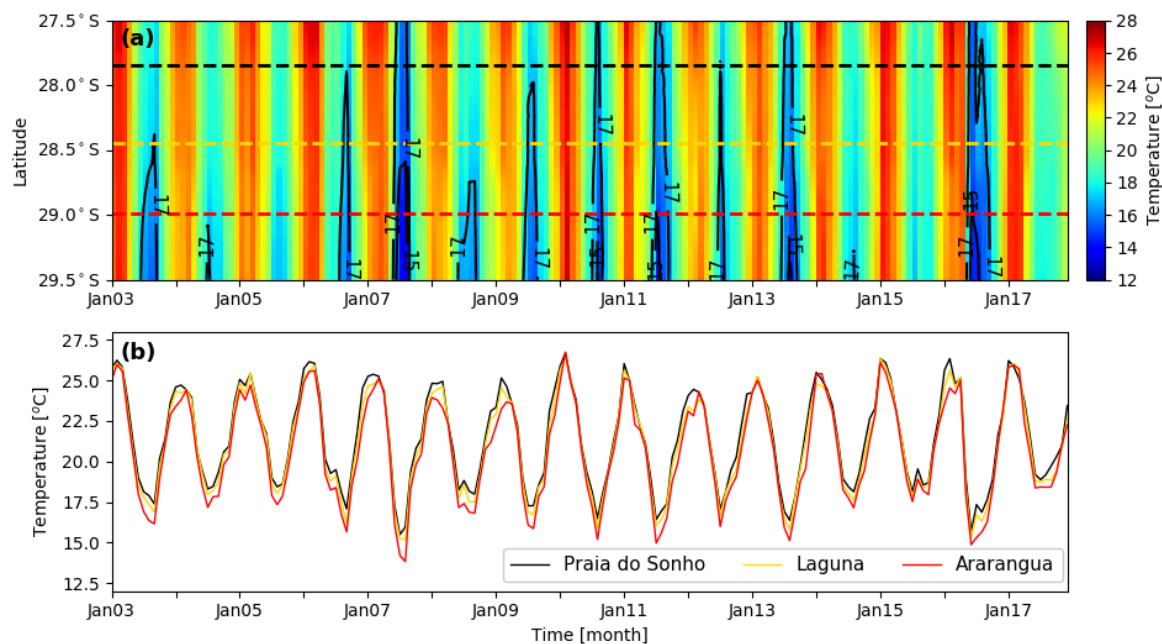 (a)
27.5°S
28.0°S
28.5°S
29.0°S
29.5°S
Latitude
17
17
17
17
17
15
17
17
17
17
17
15
17
17
15
17
17
17
17
15
17
15
17
17
Jan03
Jan05
Jan07
Jan09
Jan11
Jan13
Jan15
Jan17
28
26
24
22
20
18
16
14
12
Temperature [°C]
(b)
27.5
25.0
22.5
20.0
17.5
15.0
12.5
Temperature [°C]
Praia do Sonho
Laguna
Ararangua
Jan03
Jan05
Jan07
Jan09
Jan11
Jan13
Jan15
Jan17
Time [month]